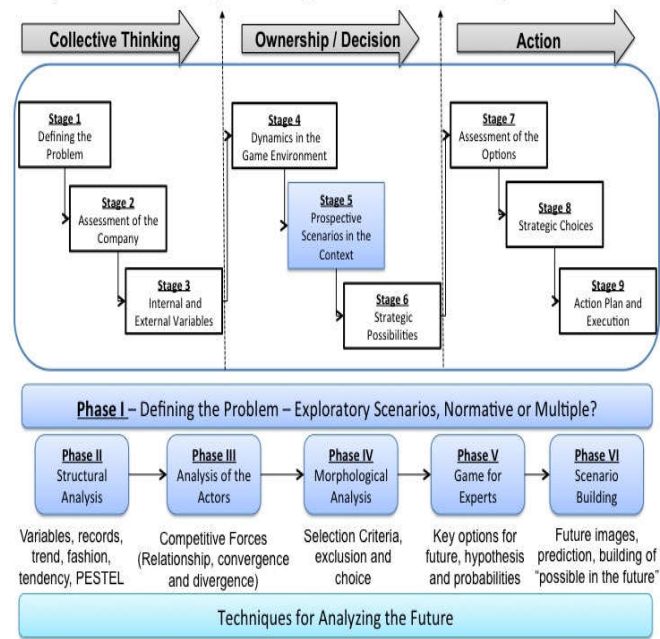 Collective Thinking
Ownership / Decision
Action
Stage 1
Defining the
Problem
Stage 2
Assessment of the
Company
Stage 3
Internal and
External Variables
Stage 4
Dynamics in the
Game Environment
Stage 5
Prospective
Scenarios in the
Context
Stage 6
Strategic
Possibilities
Stage 7
Assessment of the
Options
Stage 8
Strategic Choices
Stage 9
Action Plan and
Execution
Phase I – Defining the Problem – Exploratory Scenarios, Normative or Multiple?
Phase II
Structural
Analysis
Phase III
Analysis of the
Actors
Phase IV
Morphological
Analysis
Phase V
Game for
Experts
Phase VI
Scenario
Building
Variables, records,
trend, fashion,
tendency, PESTEL
Competitive Forces
(Relationship, convergence
and divergence)
Selection Criteria,
exclusion and
choice
Key options for
future, hypothesis
and probabilities
Future images,
prediction, building of
"possible in the future"
Techniques for Analyzing the Future